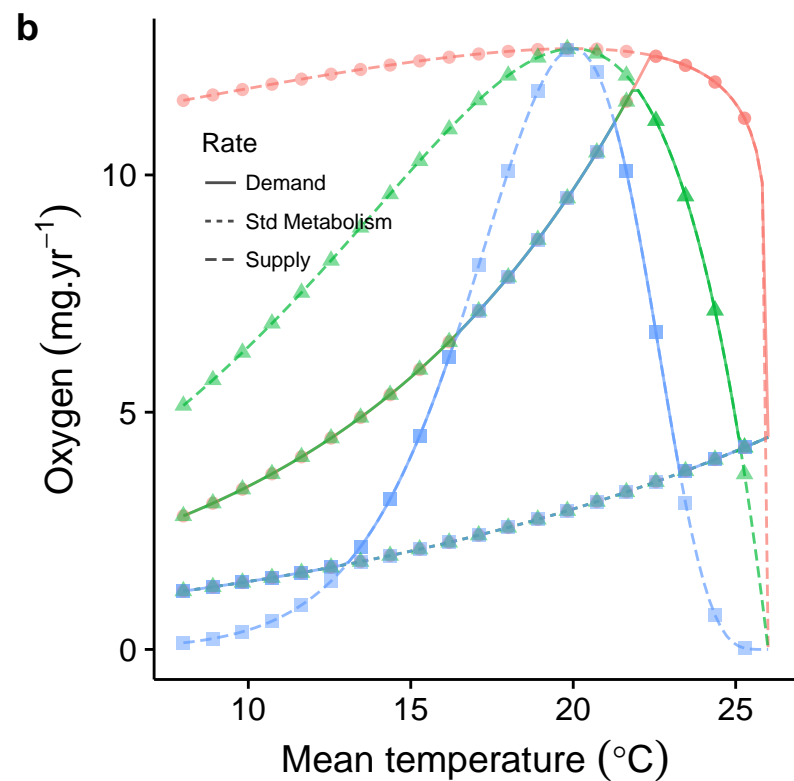 b
Oxygen (mg.yr⁻¹)
10
5
0
Rate
Demand
Std Metabolism
Supply
10 15 20 25
Mean temperature (°C)